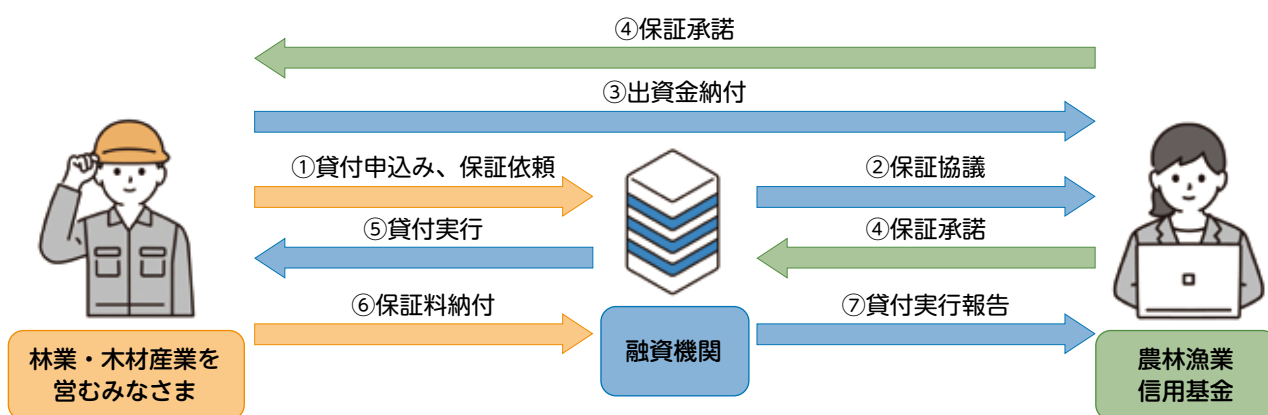 ④保証承諾
③出資金納付
①貸付申込み、保証依頼
②保証協議
⑤貸付実行
④保証承諾
⑥保証料納付
⑦貸付実行報告
林業・木材産業を
営むみなさま
融資機関
農林漁業
信用基金